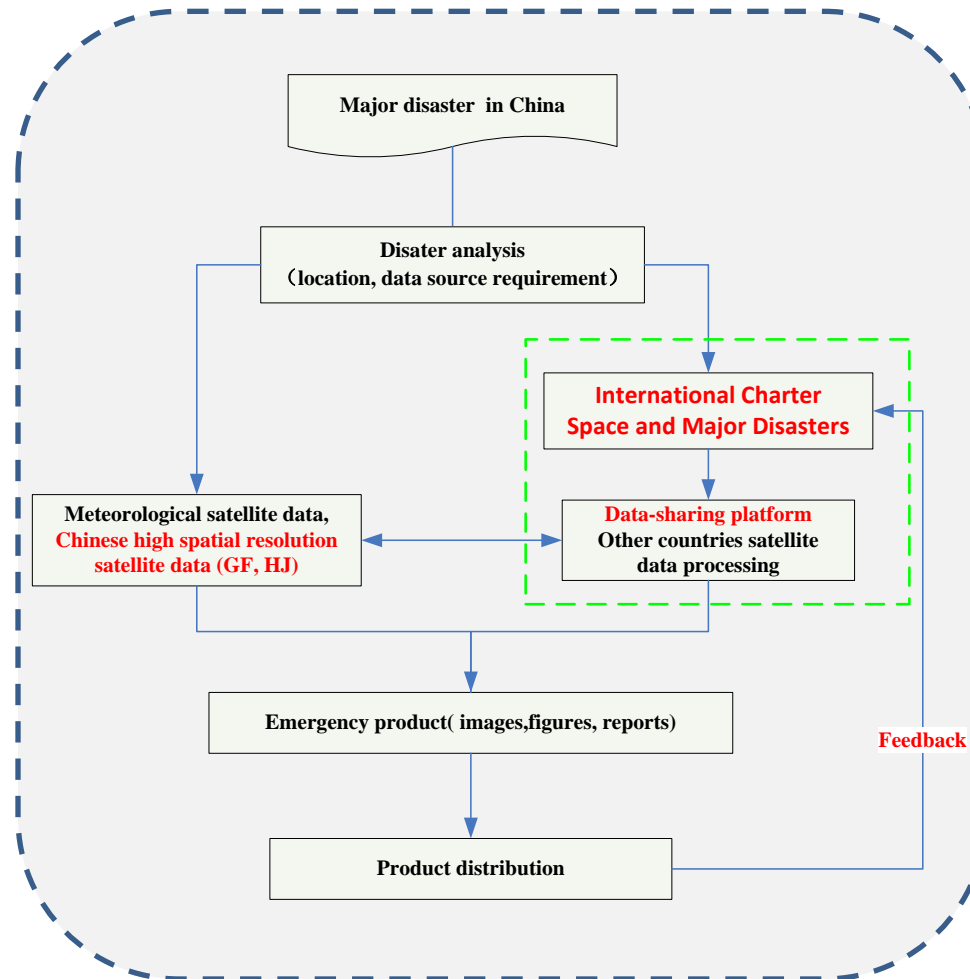 Major disaster in China
Disater analysis
（location, data source requirement）
International Charter
Space and Major Disasters
Meteorological satellite data,
Chinese high spatial resolution
satellite data (GF, HJ)
Data-sharing platform
Other countries satellite
data processing
Emergency product( images,figures, reports)
Feedback
Product distribution